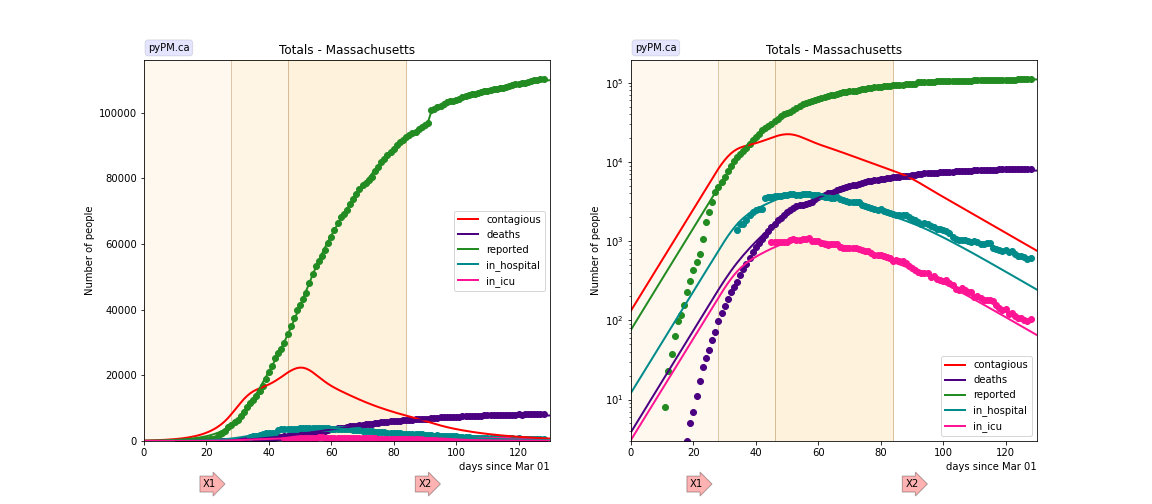 pyPM.ca
Totals - Massachusetts
Number of people
100000
80000
60000
40000
20000
0
contagious
deaths
reported
in_hospital
in_icu
0 20 40 60 80 100 120
days since Mar 01
X1 X2
pyPM.ca
Totals - Massachusetts
Number of people
10^5
10^4
10^3
10^2
10^1
contagious
deaths
reported
in_hospital
in_icu
0 20 40 60 80 100 120
days since Mar 01
X1 X2